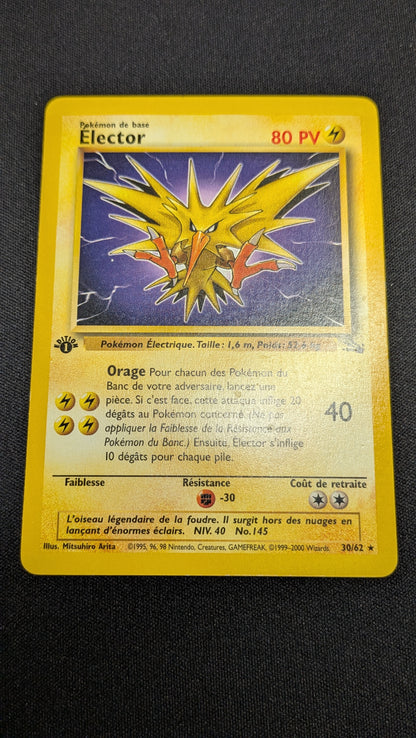 Pokémon de base
Élector
80 PV
EDITION
1
Pokémon Électrique. Taille: 1,6 m, Poids: 52,6 kg
Orage Pour chacun des Pokémon du
Banc de votre adversaire, lancez une
pièce. Si c'est face, cette attaque inflige 20
dégâts au Pokémon concerné. (Ne pas
appliquer la Faiblesse de la Résistance aux
Pokémon du Banc.) Ensuite, Élector s'inflige
10 dégâts pour chaque pile.
40
Faiblesse
Résistance
Coût de retraite
-30
L'oiseau légendaire de la foudre. Il surgit hors des nuages en
lançant d'énormes éclairs. NIV. 40 No. 145
Illus. Mitsuhiro Arita ©1995, 96, 98 Nintendo, Creatures, GAMEFREAK. ©1999-2000 Wizards. 30/62 ★